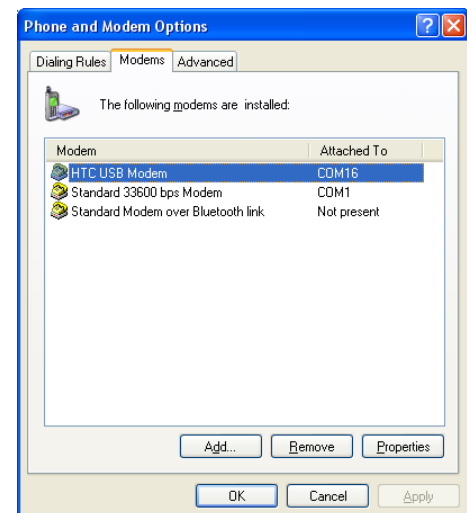 Phone and Modem Options
Dialing Rules Modems Advanced
The following modems are installed:
Modem Attached To
HTC USB Modem COM16
Standard 33600 bps Modem COM1
Standard Modem over Bluetooth link Not present
Add... Remove Properties
OK Cancel Apply